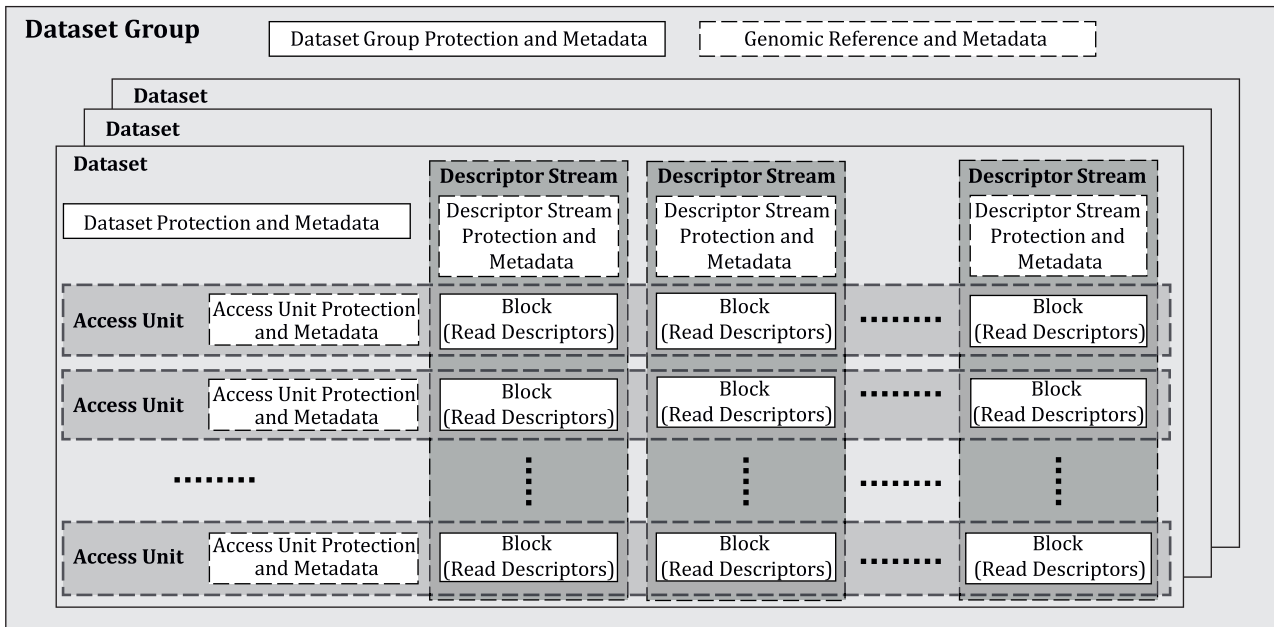 Dataset Group
Dataset Group Protection and Metadata
Genomic Reference and Metadata
Dataset
Dataset
Dataset
Descriptor Stream
Descriptor Stream
Descriptor Stream
Dataset Protection and Metadata
Descriptor Stream
Protection and
Metadata
Descriptor Stream
Protection and
Metadata
Descriptor Stream
Protection and
Metadata
Access Unit
Access Unit Protection
and Metadata
Block
(Read Descriptors)
Block
(Read Descriptors)
Block
(Read Descriptors)
Access Unit
Access Unit Protection
and Metadata
Block
(Read Descriptors)
Block
(Read Descriptors)
Block
(Read Descriptors)
Access Unit
Access Unit Protection
and Metadata
Block
(Read Descriptors)
Block
(Read Descriptors)
Block
(Read Descriptors)